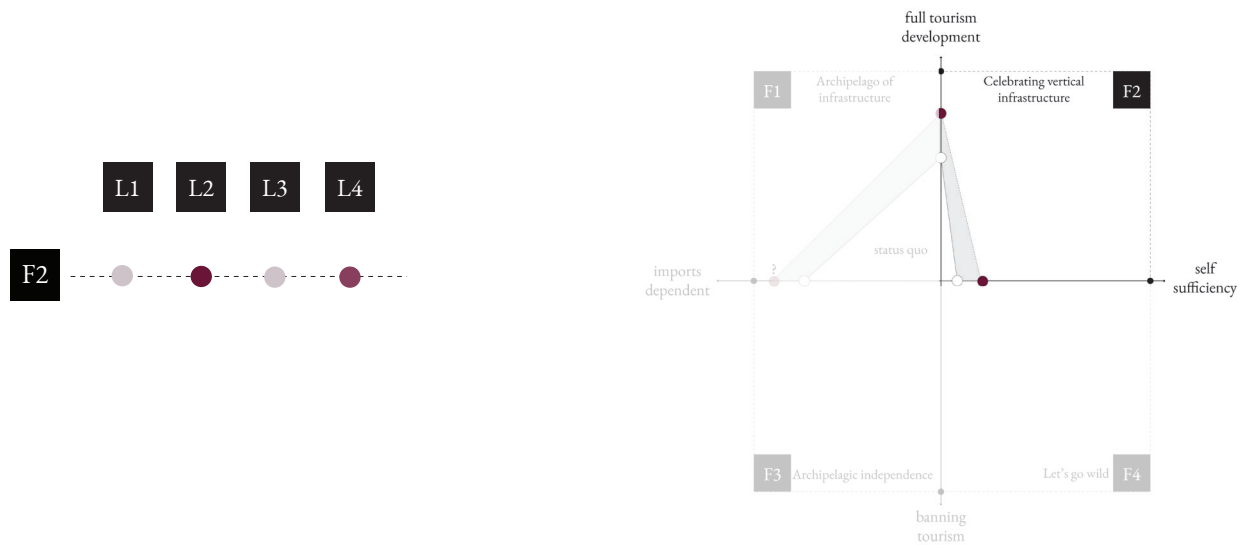 L1 L2 L3 L4
F2
full tourism
development
F1
Archipelago of
infrastructure
Celebrating vertical
infrastructure
F2
status quo
?
imports
dependent
self
sufficiency
F3
Archipelagic independence
Let's go wild
F4
banning
tourism